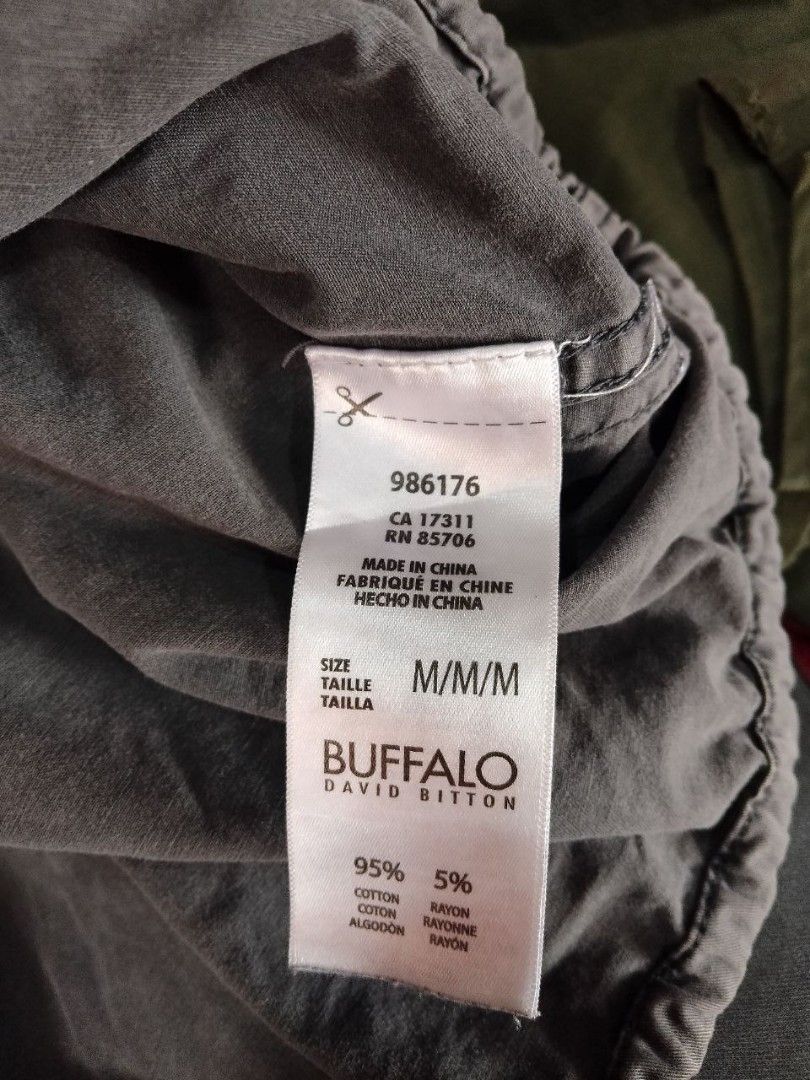 986176
CA 17311
RN 85706
MADE IN CHINA
FABRIQUÉ EN CHINE
HECHO IN CHINA
SIZE
TAILLE
TAILLA
M/M/M
BUFFALO
DAVID BITTON
95% 5%
COTTON
COTON
ALGODÒN
RAYON
RAYONNE
RAYÓN